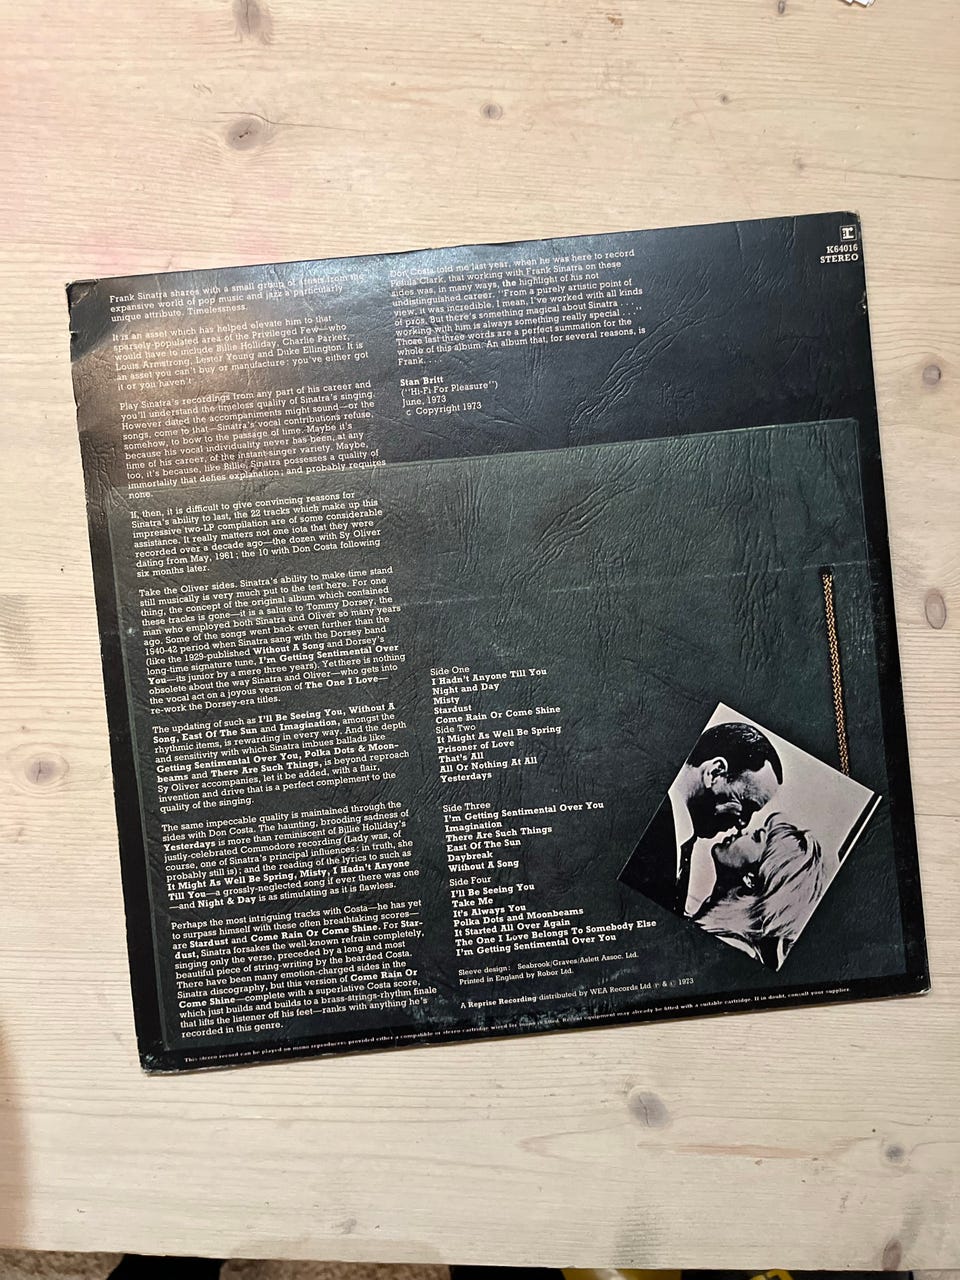 Frank Sinatra shares with a small group of artists from the
expansive world of pop music and jazz a particularly
unique attribute. Timelessness.
It is an asset which has helped elevate him to that
sparsely-populated area of the Privileged Few—who
would have to include Billie Holliday, Charlie Parker,
Louis Armstrong, Lester Young and Duke Ellington. It is
an asset you can't buy or manufacture: you've either got
it or you haven't.
Play Sinatra's recordings from any part of his career and
you'll understand the timeless quality of Sinatra's singing.
However dated the accompaniments might sound—or the
songs, come to that—Sinatra's vocal contributions refuse,
somehow, to bow to the passage of time. Maybe it's
because his vocal individuality never has been, at any
time of his career, of the instant-singer variety. Maybe,
too, it's because, like Billie, Sinatra possesses a quality of
immortality that defies explanation; and probably requires
none.
If, then, it is difficult to give convincing reasons for
Sinatra's ability to last, the 22 tracks which make up this
impressive two-LP compilation are of some considerable
assistance. It really matters not one iota that they were
recorded over a decade ago—the dozen with Sy Oliver
dating from May, 1961; the 10 with Don Costa following
six months later.
Take the Oliver sides. Sinatra's ability to make time stand
still musically is very much put to the test here. For one
thing, the concept of the original album which contained
these tracks is gone—it is a salute to Tommy Dorsey, the
man who employed both Sinatra and Oliver so many years
ago. Some of the songs went back even further than the
1940-42 period when Sinatra sang with the Dorsey band
(like the 1929-published Without A Song and Dorsey's
long-time signature tune, I'm Getting Sentimental Over
You—its junior by a mere three years). Yet there is nothing
obsolete about the way Sinatra and Oliver—who gets into
the vocal act on a joyous version of The One I Love—
re-work the Dorsey-era titles.
The updating of such as I'll Be Seeing You, Without A
Song, East Of The Sun and Imagination, amongst the
rhythmic items, is rewarding in every way. And the depth
and sensitivity with which Sinatra imbues ballads like
Getting Sentimental Over You, Polka Dots & Moon-
beams and There Are Such Things, is beyond reproach
Sy Oliver accompanies, let it be added, with a flair,
invention and drive that is a perfect complement to the
quality of the singing.
The same impeccable quality is maintained through the
sides with Don Costa. The haunting, brooding sadness of
Yesterdays is more than reminiscent of Billie Holliday's
justly-celebrated Commodore recording (Lady was, of
course, one of Sinatra's principal influences; in truth, she
probably still is); and the reading of the lyrics to such as
It Might As Well Be Spring, Misty, I Hadn't Anyone
Till You—a grossly-neglected song if ever there was one
—and Night & Day is as stimulating as it is flawless.
Perhaps the most intriguing tracks with Costa—he has yet
to surpass himself with these often breathtaking scores—
are Stardust and Come Rain Or Come Shine. For Star-
dust, Sinatra forsakes the well-known refrain completely,
singing only the verse, preceded by a long and most
beautiful piece of string-writing by the bearded Costa.
There have been many emotion-charged sides in the
Sinatra discography, but this version of Come Rain Or
Come Shine—complete with a superlative Costa score,
which just builds and builds to a brass-strings-rhythm finale
that lifts the listener off his feet—ranks with anything he's
recorded in this genre.
Don Costa told me last year, when he was here to record
Petula Clark, that working with Frank Sinatra on these
sides was, in many ways, the highlight of his not
undistinguished career. "From a purely artistic point of
view, it was incredible. I mean, I've worked with all kinds
of pros. But there's something magical about Sinatra . . .
working with him is always something really special . . . "
Those last three words are a perfect summation for the
whole of this album. An album that, for several reasons, is
Frank. . . .
Stan Britt
("Hi-Fi For Pleasure")
June, 1973
c Copyright 1973
K64016
STEREO
Side One
I Hadn't Anyone Till You
Night and Day
Misty
Stardust
Come Rain Or Come Shine
Side Two
It Might As Well Be Spring
Prisoner of Love
That's All
All Or Nothing At All
Yesterdays
Side Three
I'm Getting Sentimental Over You
Imagination
There Are Such Things
East Of The Sun
Daybreak
Without A Song
Side Four
I'll Be Seeing You
Take Me
It's Always You
Polka Dots and Moonbeams
It Started All Over Again
The One I Love Belongs To Somebody Else
I'm Getting Sentimental Over You
Sleeve design: Seabrook/Graves/Aslett Assoc. Ltd.
Printed in England by Robor Ltd.
A Reprise Recording distributed by WEA Records Ltd ℗ & © 1973
This stereo record can be played on mono reproducers provided either a compatible or stereo cartridge wired for mono is used. Recent equipment may already be fitted with a suitable cartridge. If in doubt, consult your supplier.